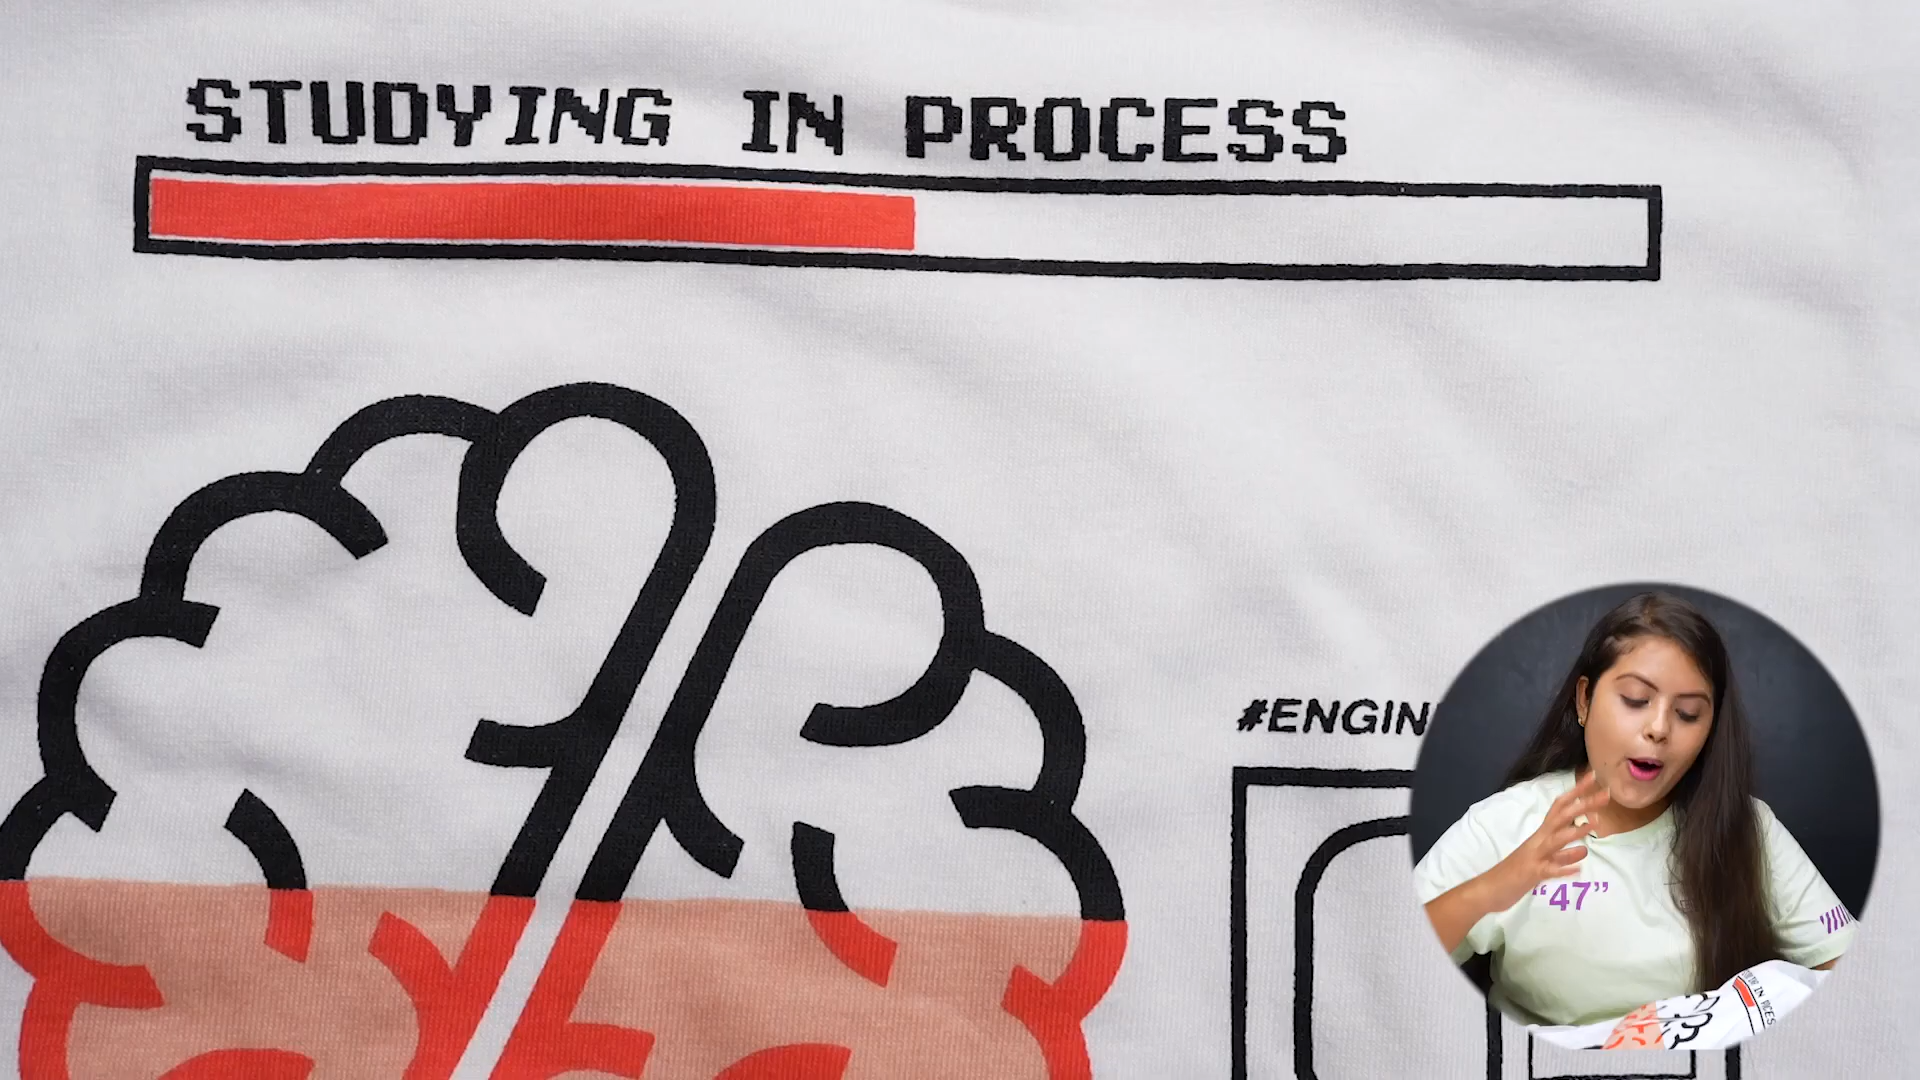 STUDYING IN PROCESS
#ENGIN
“47”